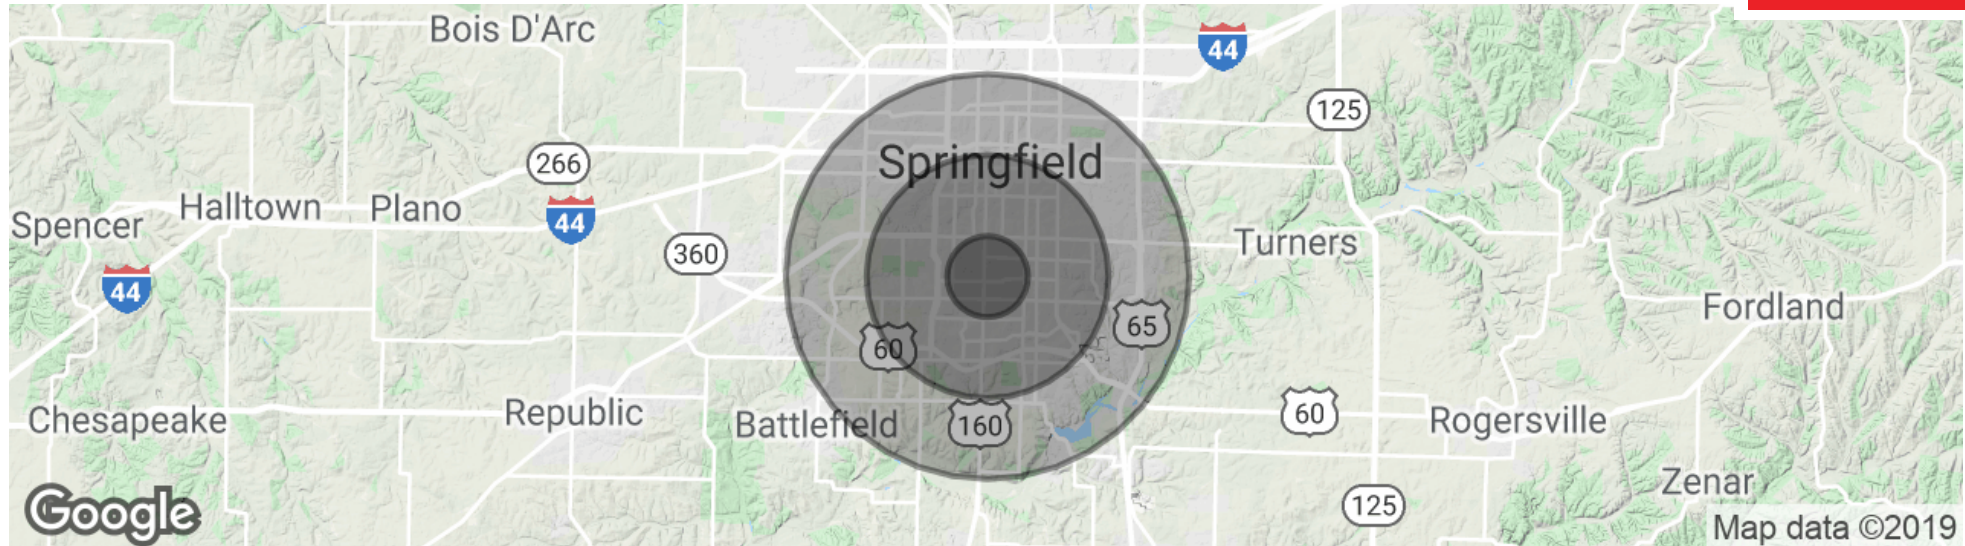 Bois D'Arc
44
125
Springfield
266
Halltown
Plano
Spencer
44
360
Turners
44
Fordland
65
60
Chesapeake
Republic
Battlefield
160
60
Rogersville
Zenar
125
Google
Map data ©2019